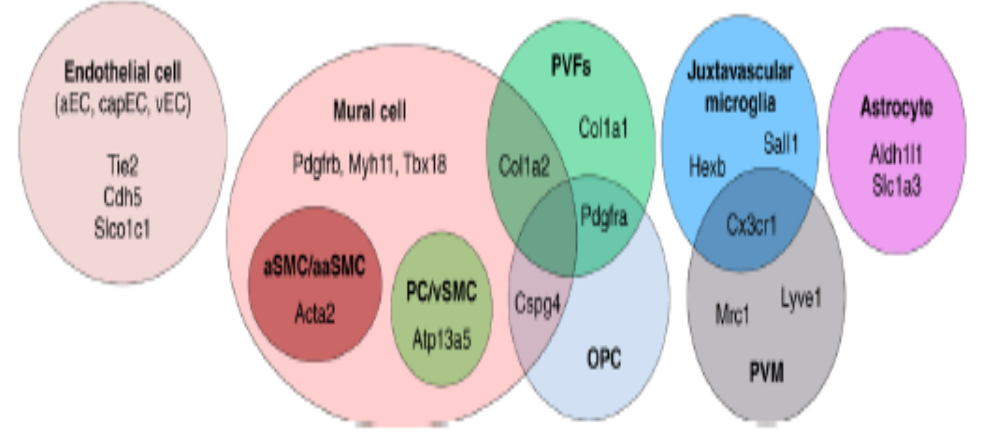 Endothelial cell
(aEC, capEC, vEC)
Tie2
Cdh5
Slco1c1
Mural cell
Pdgfrb, Myh11, Tbx18
aSMC/aaSMC
Acta2
PC/vSMC
Atp13a5
PVFs
Col1a1
Col1a2
Pdgfra
Cspg4
OPC
Juxtavascular
microglia
Sall1
Hexb
Cx3cr1
Mrc1
Lyve1
PVM
Astrocyte
Aldh1l1
Slc1a3